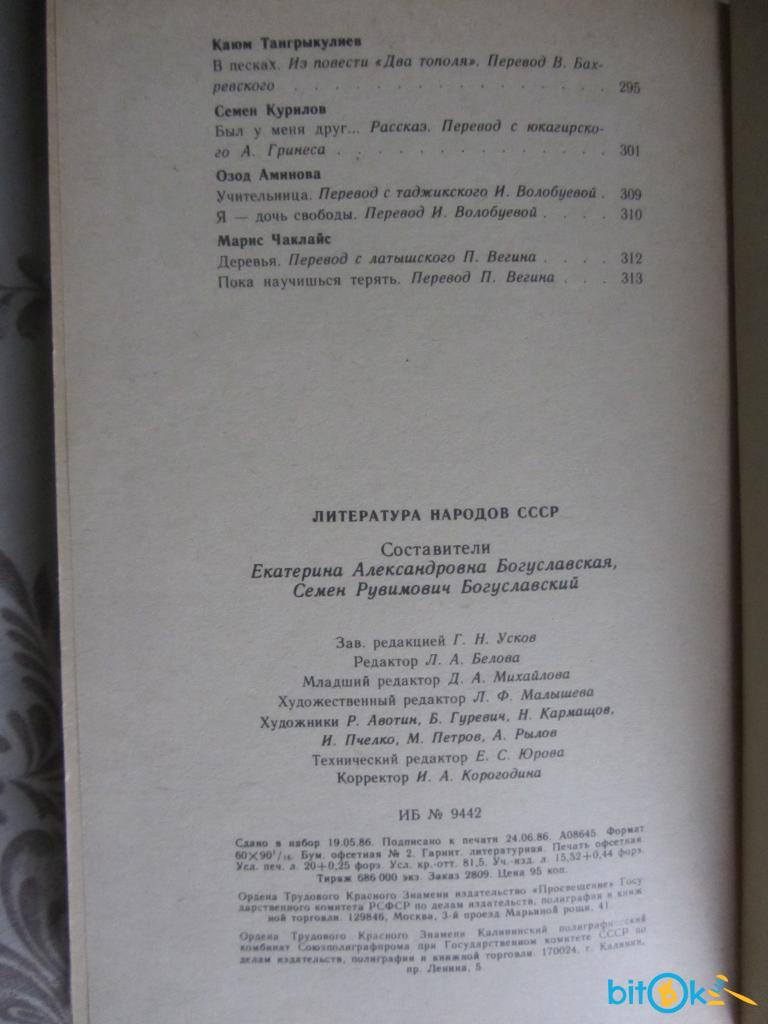 Каюм Тангрыкулиев
В песках. Из повести «Два тополя». Перевод В. Бах-
ревского . . . . . . . . . . . . . . . . 295
Семен Курилов
Был у меня друг... Рассказ. Перевод с юкагирско-
го А. Гринеса . . . . . . . . . . . . . . 301
Озод Аминова
Учительница. Перевод с таджикского И. Волобуевой . 309
Я — дочь свободы. Перевод И. Волобуевой . . . . 310
Марис Чаклайс
Деревья. Перевод с латышского П. Вегина . . . . 312
Пока научишься терять. Перевод П. Вегина . . . 313
ЛИТЕРАТУРА НАРОДОВ СССР
Составители
Екатерина Александровна Богуславская,
Семен Рувимович Богуславский
Зав. редакцией Г. Н. Усков
Редактор Л. А. Белова
Младший редактор Д. А. Михайлова
Художественный редактор Л. Ф. Малышева
Художники Р. Авотин, Б. Гуревич, Н. Кармацов,
И. Пчелко, М. Петров, А. Рылов
Технический редактор Е. С. Юрова
Корректор И. А. Корогодина
ИБ № 9442
Сдано в набор 19.05.86. Подписано к печати 24.06.86. А08645. Формат
60×90¹/₁₆. Бум. офсетная № 2. Гарнит. литературная. Печать офсетная.
Усл. печ. л. 20+0,25 форз. Усл. кр.-отт. 81,5. Уч.-изд. л. 15,52+0,44 форз.
Тираж 686 000 экз. Заказ 2809. Цена 95 коп.
Ордена Трудового Красного Знамени издательство «Просвещение» Госу
дарственного комитета РСФСР по делам издательств, полиграфии и книж
ной торговли. 129846, Москва, 3-й проезд Марьиной рощи, 41.
Ордена Трудового Красного Знамени Калининский полиграфический
комбинат Союзполиграфпрома при Государственном комитете СССР по
делам издательств, полиграфии и книжной торговли. 170024, г. Калинин,
пр. Ленина, 5.
bitOk